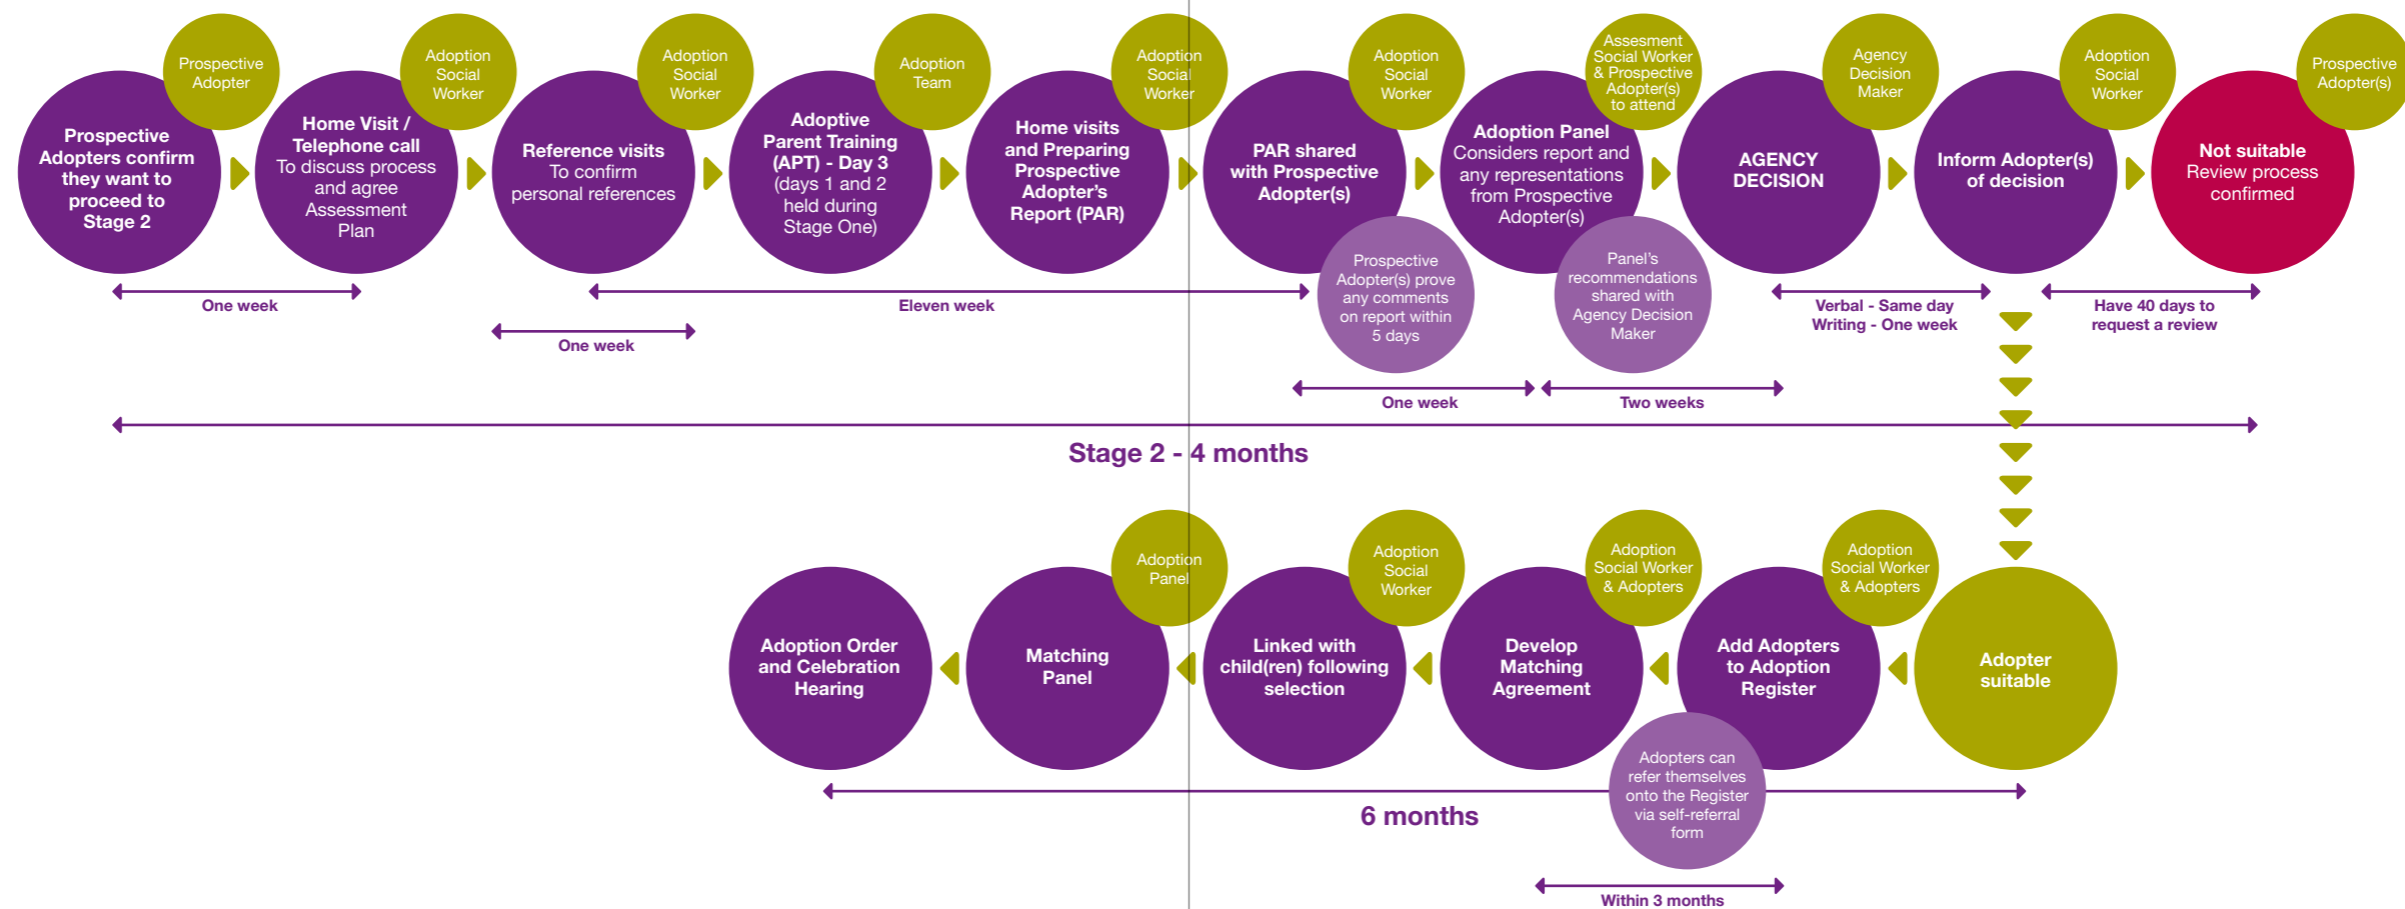 Prospective
Adopter
Prospective
Adopters confirm
they want to
proceed to
Stage 2
Adoption
Social
Worker
Home Visit /
Telephone call
To discuss process
and agree
Assessment
Plan
Adoption
Social
Worker
Reference visits
To confirm
personal references
Adoption
Team
Adoptive
Parent Training
(APT) - Day 3
(days 1 and 2
held during
Stage One)
Adoption
Social
Worker
Home visits
and Preparing
Prospective
Adopter's
Report (PAR)
Adoption
Social
Worker
PAR shared
with Prospective
Adopter(s)
Prospective
Adopter(s) prove
any comments
on report within
5 days
Assesment
Social Worker
& Prospective
Adopter(s)
to attend
Adoption Panel
Considers report and
any representations
from Prospective
Adopter(s)
Panel's
recommendations
shared with
Agency Decision
Maker
Agency
Decision
Maker
AGENCY
DECISION
Adoption
Social
Worker
Inform Adopter(s)
of decision
Prospective
Adopter(s)
Not suitable
Review process
confirmed
One week
Eleven week
One week
Verbal - Same day
Writing - One week
Have 40 days to
request a review
One week
Two weeks
Stage 2 - 4 months
Adoption Order
and Celebration
Hearing
Adoption
Panel
Matching
Panel
Adoption
Social
Worker
Linked with
child(ren) following
selection
Adoption
Social Worker
& Adopters
Develop
Matching
Agreement
Adoption
Social Worker
& Adopters
Add Adopters
to Adoption
Register
Adopters can
refer themselves
onto the Register
via self-referral
form
Adopter
suitable
6 months
Within 3 months